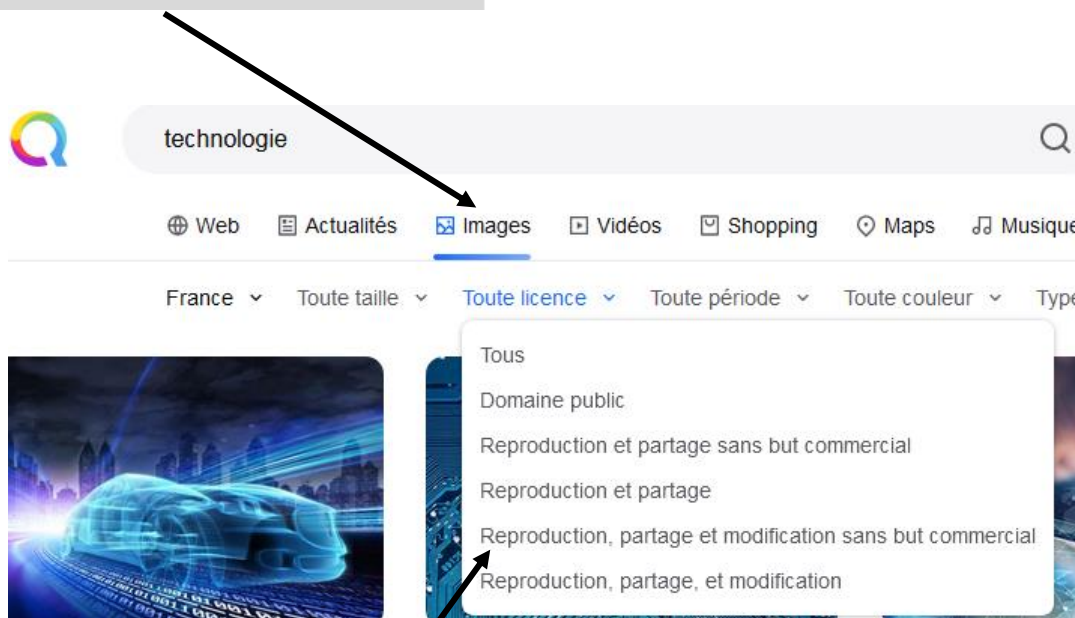 technologie
Web Actualités Images Vidéos Shopping Maps Musique
France Toute taille Toute licence Toute période Toute couleur Type
Tous
Domaine public
Reproduction et partage sans but commercial
Reproduction et partage
Reproduction, partage et modification sans but commercial
Reproduction, partage, et modification